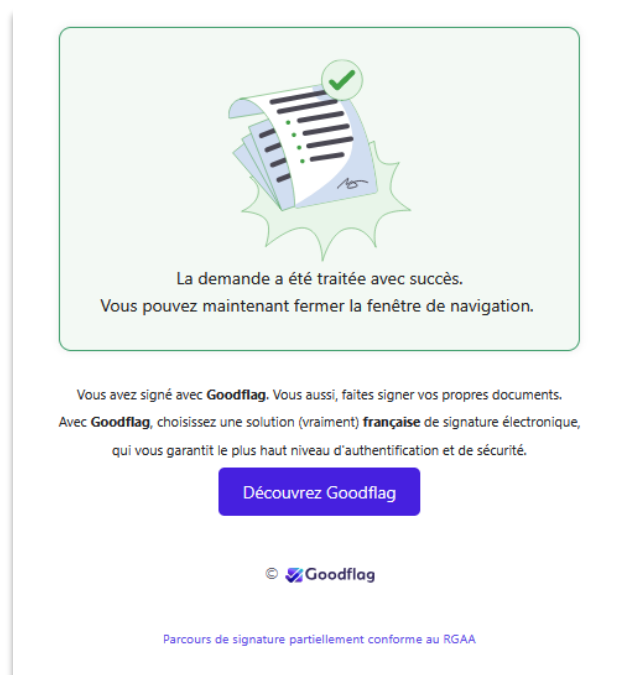 La demande a été traitée avec succès.
Vous pouvez maintenant fermer la fenêtre de navigation.
Vous avez signé avec Goodflag. Vous aussi, faites signer vos propres documents.
Avec Goodflag, choisissez une solution (vraiment) française de signature électronique,
qui vous garantit le plus haut niveau d'authentification et de sécurité.
Découvrez Goodflag
© Goodflag
Parcours de signature partiellement conforme au RGAA